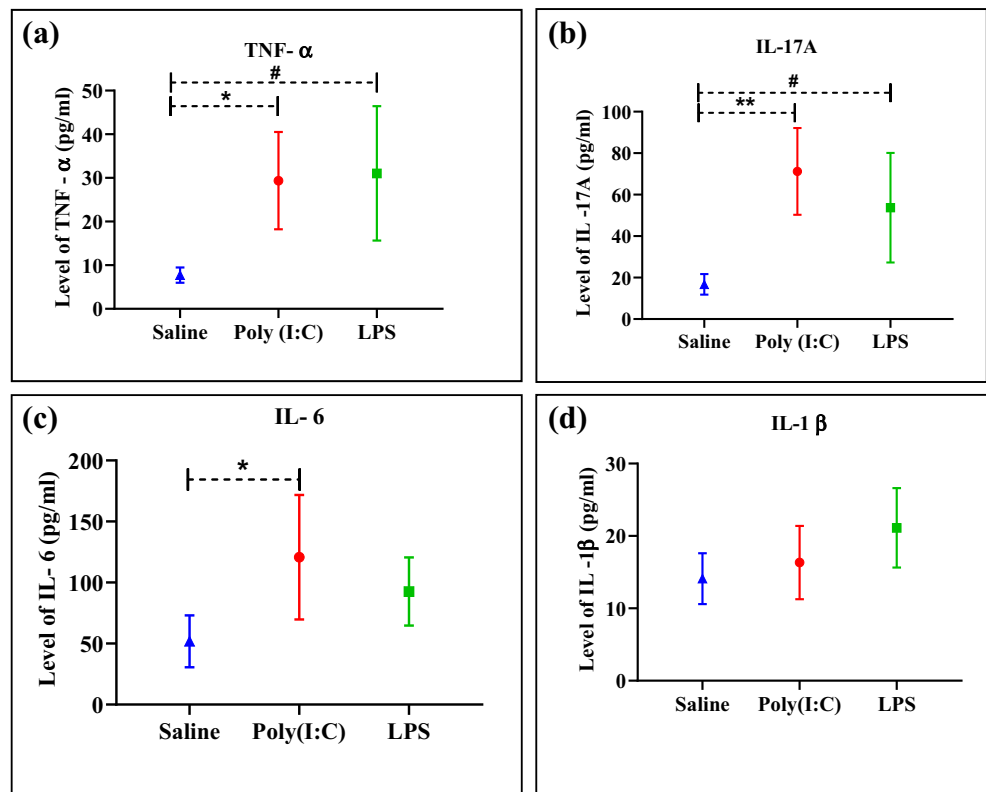 (a)
TNF- α
#
*
Level of TNF - α (pg/ml)
50
40
30
20
10
0
Saline Poly (I:C) LPS
(b)
IL-17A
#
**
Level of IL -17A (pg/ml)
100
80
60
40
20
0
Saline Poly (I:C) LPS
(c)
IL- 6
*
Level of IL- 6 (pg/ml)
200
150
100
50
0
Saline Poly(I:C) LPS
(d)
IL-1 β
Level of IL -1β (pg/ml)
30
20
10
0
Saline Poly(I:C) LPS